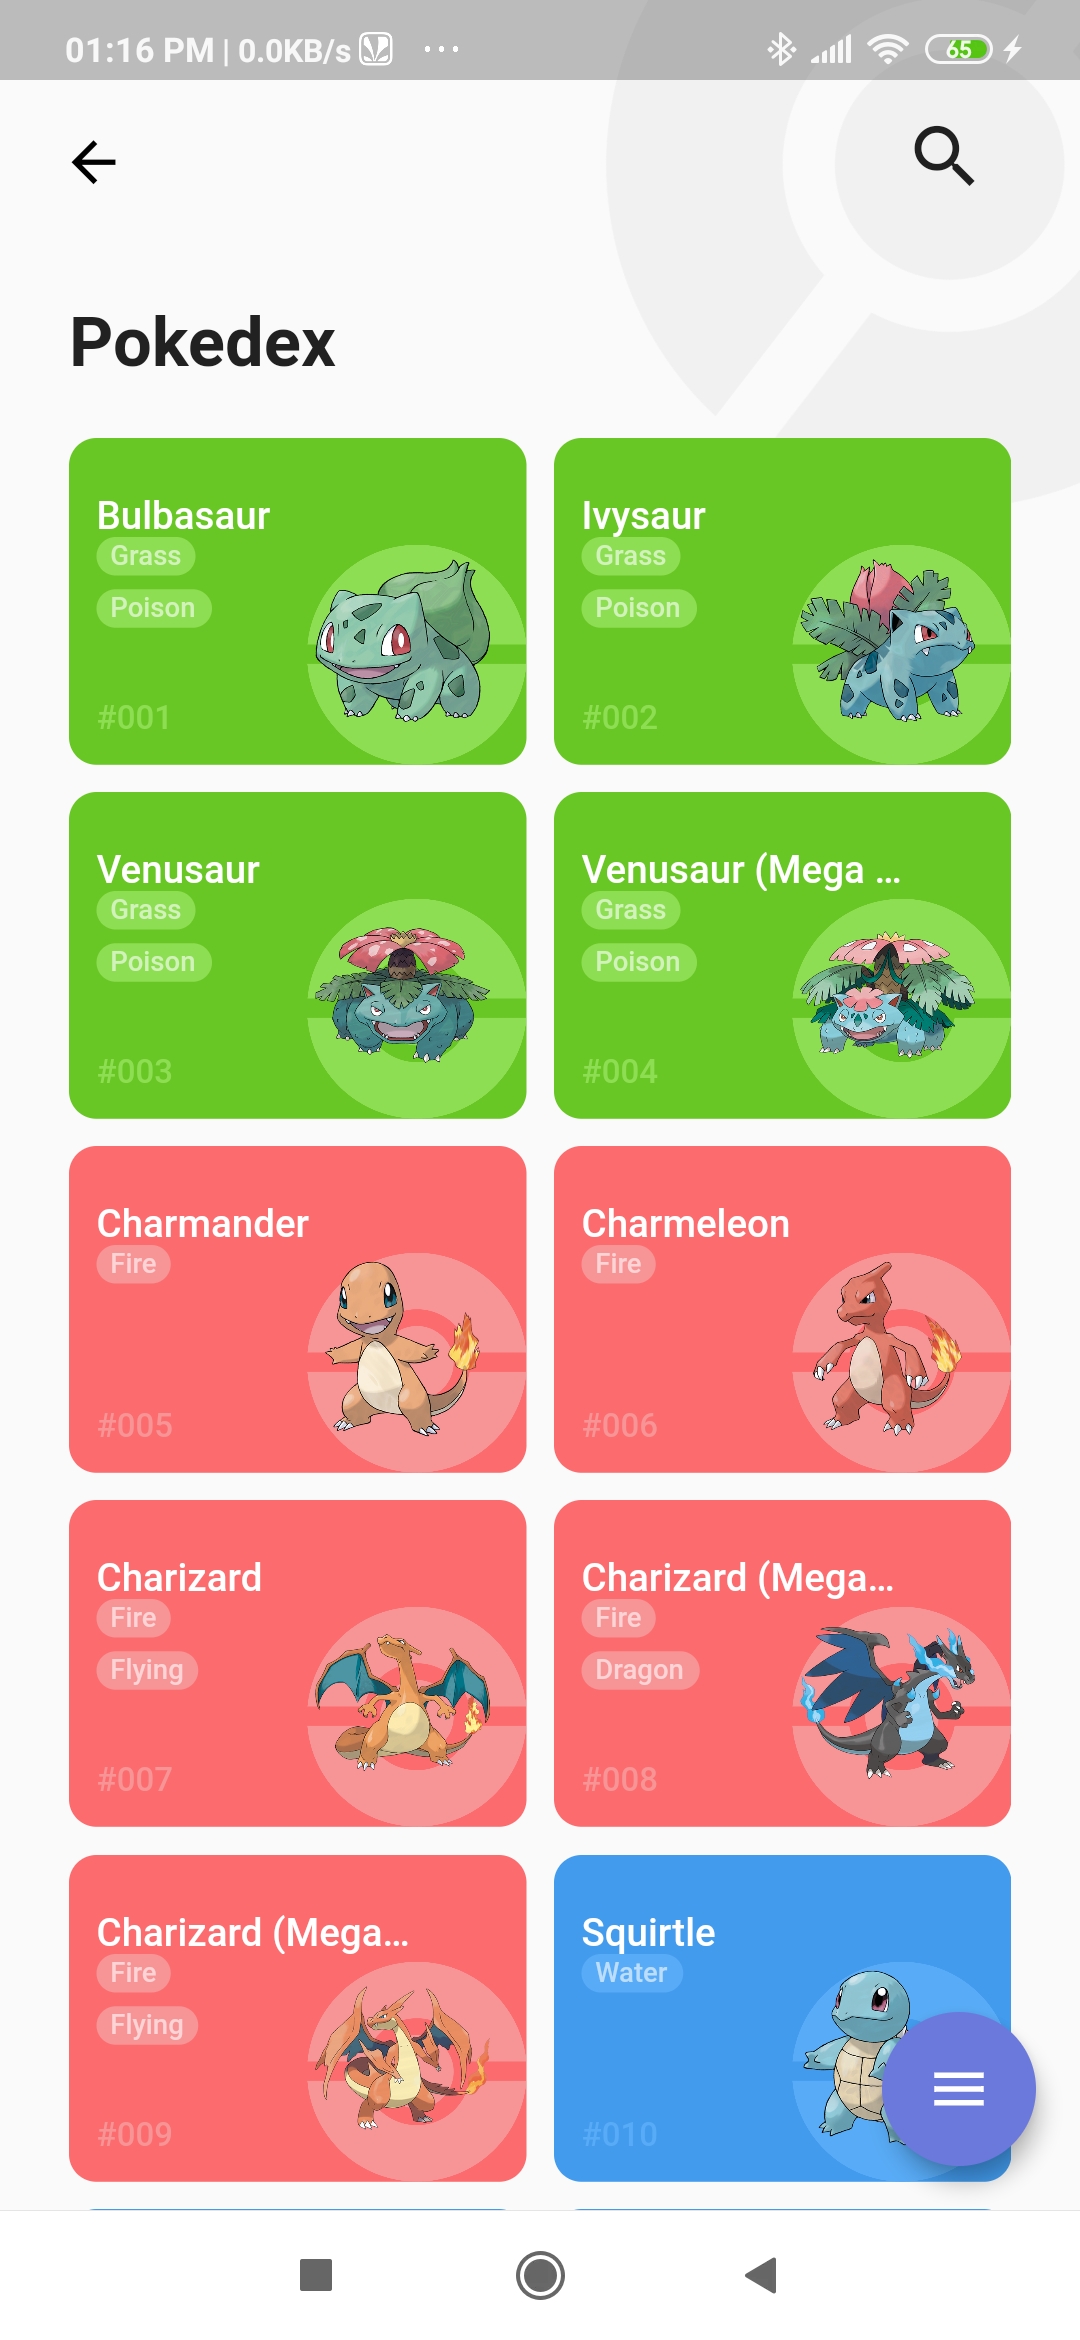 01:16 PM | 0.0KB/s ...
65
Pokedex
Bulbasaur
Grass
Poison
#001
Ivysaur
Grass
Poison
#002
Venusaur
Grass
Poison
#003
Venusaur (Mega ...
Grass
Poison
#004
Charmander
Fire
#005
Charmeleon
Fire
#006
Charizard
Fire
Flying
#007
Charizard (Mega...
Fire
Dragon
#008
Charizard (Mega...
Fire
Flying
#009
Squirtle
Water
#010